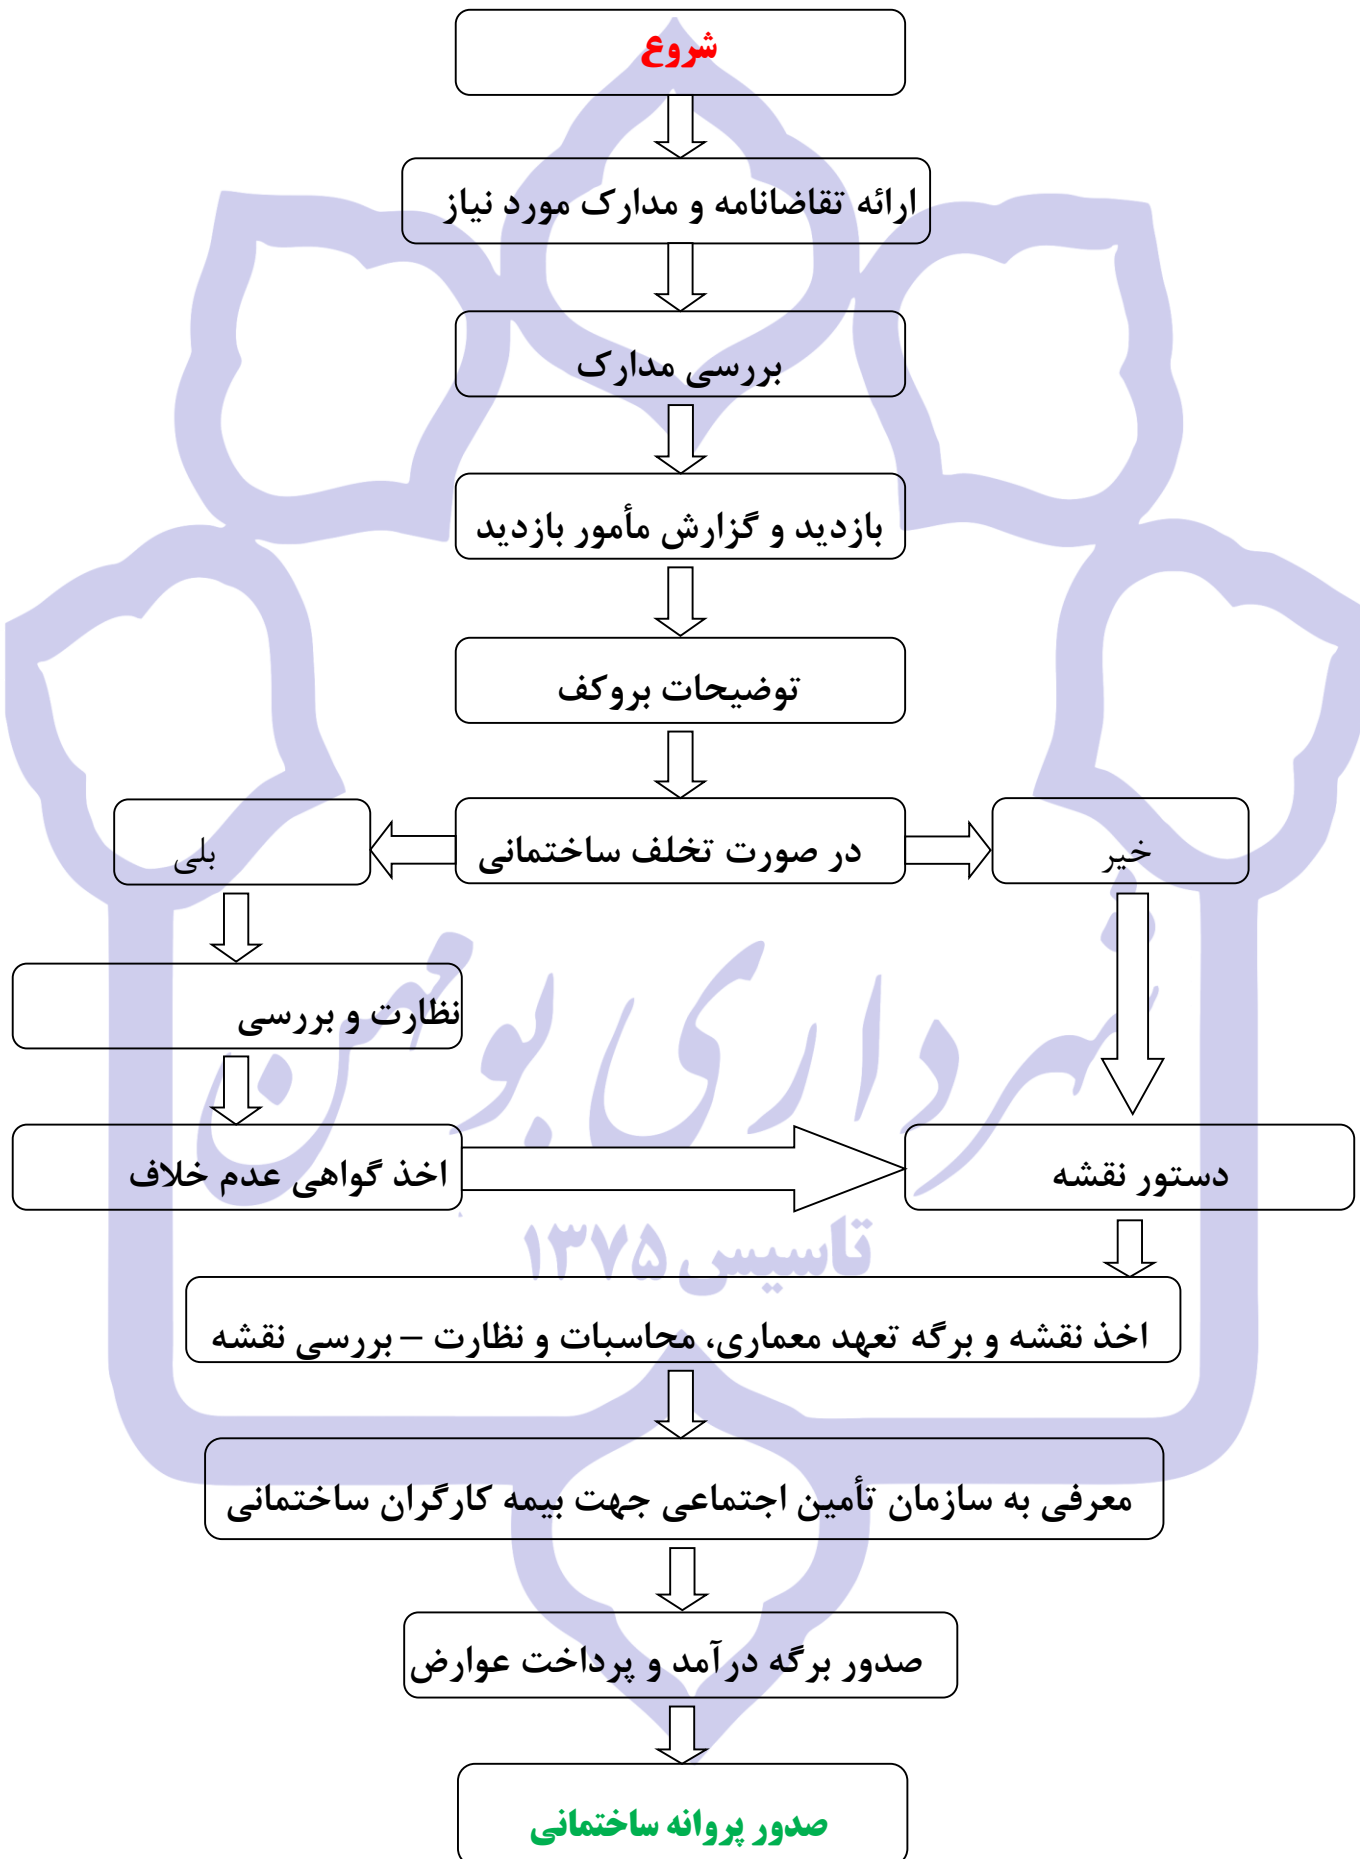 شروع
ارائه تقاضانامه و مدارک مورد نیاز
بررسی مدارک
بازدید و گزارش مأمور بازدید
توضیحات بروکف
در صورت تخلف ساختمانی
خیر
بلی
نظارت و بررسی
اخذ گواهی عدم خلاف
دستور نقشه
شهرداری بومهن
تاسیس ۱۳۷۵
اخذ نقشه و برگه تعهد معماری، محاسبات و نظارت – بررسی نقشه
معرفی به سازمان تأمین اجتماعی جهت بیمه کارگران ساختمانی
صدور برگه درآمد و پرداخت عوارض
صدور پروانه ساختمانی